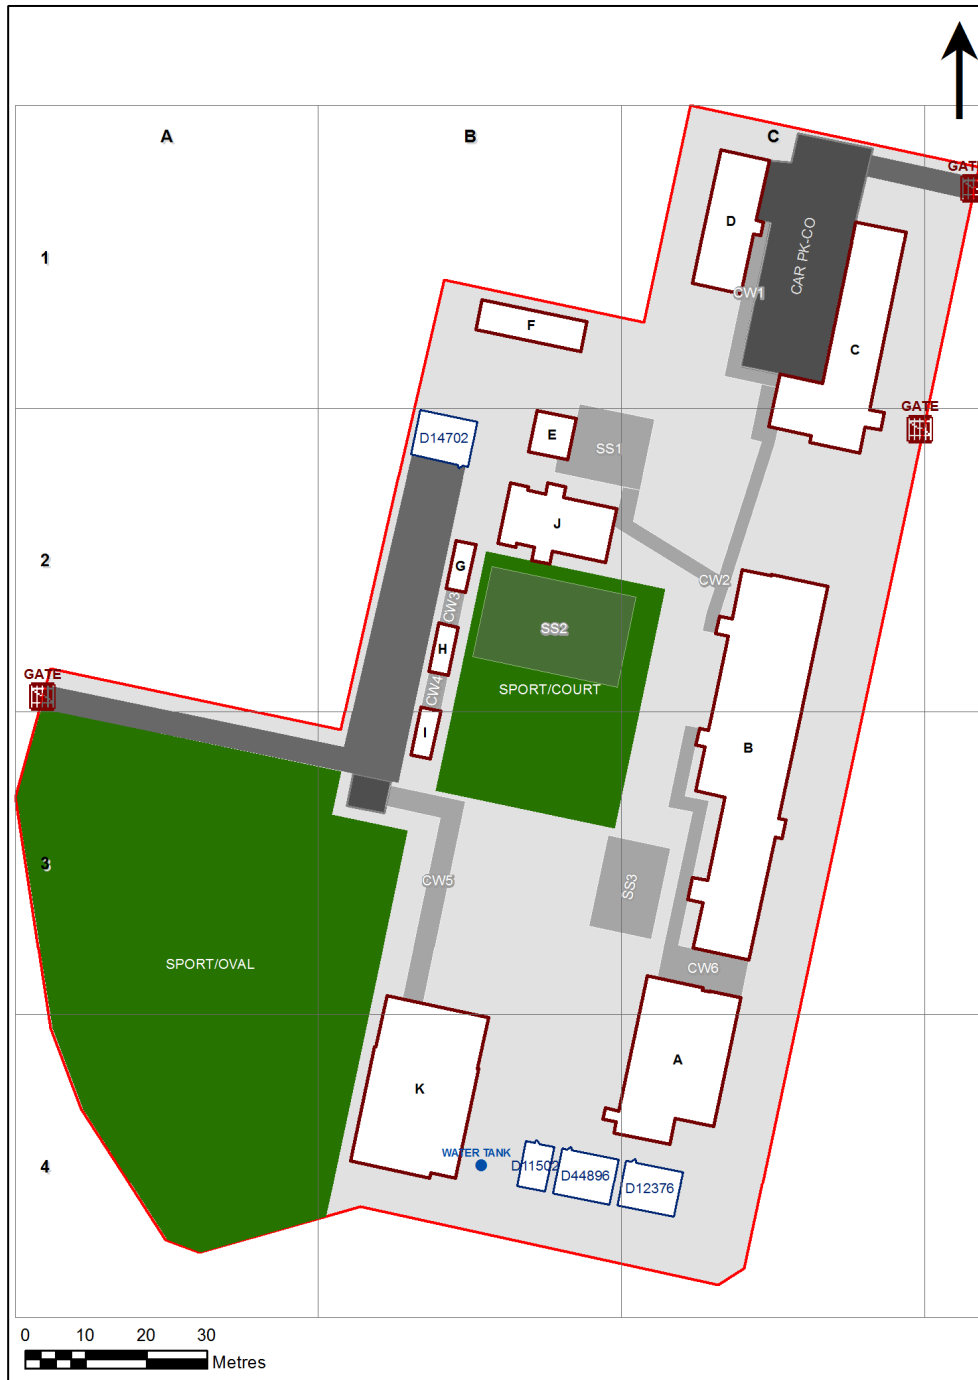 A
B
C
GATE
1
D
CAR PK-CO
CW1
F
C
GATE
D14702
E
SS1
J
2
G
CW2
CW3
SS2
H
GATE
CW4
SPORT/COURT
I
B
3
CW5
SS3
SPORT/OVAL
CW6
A
K
WATER TANK
4
D11502
D44896
D12376
0 10 20 30
Metres